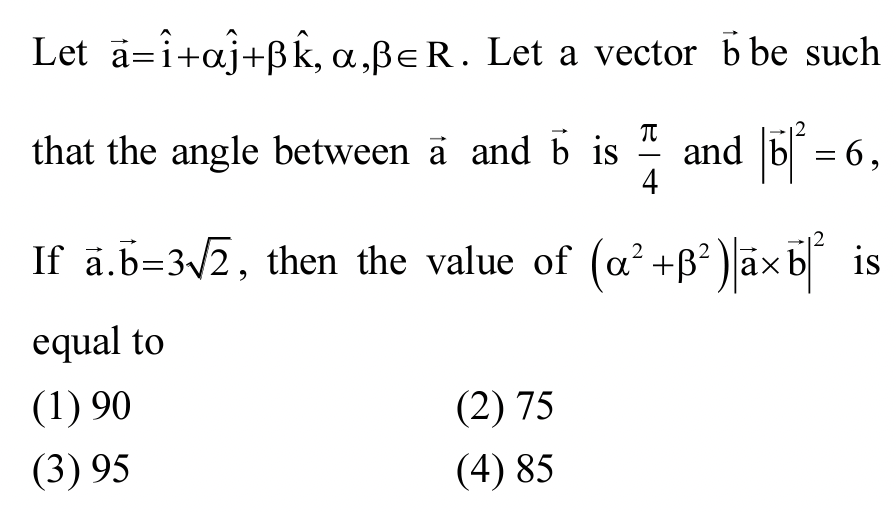 Let a⃗=î+αĵ+βk̂, α,β∈R. Let a vector b⃗ be such
that the angle between a⃗ and b⃗ is π/4 and |b⃗|² = 6,
If a⃗.b⃗=3√2, then the value of (α² +β²)|a⃗×b⃗|² is
equal to
(1) 90 (2) 75
(3) 95 (4) 85